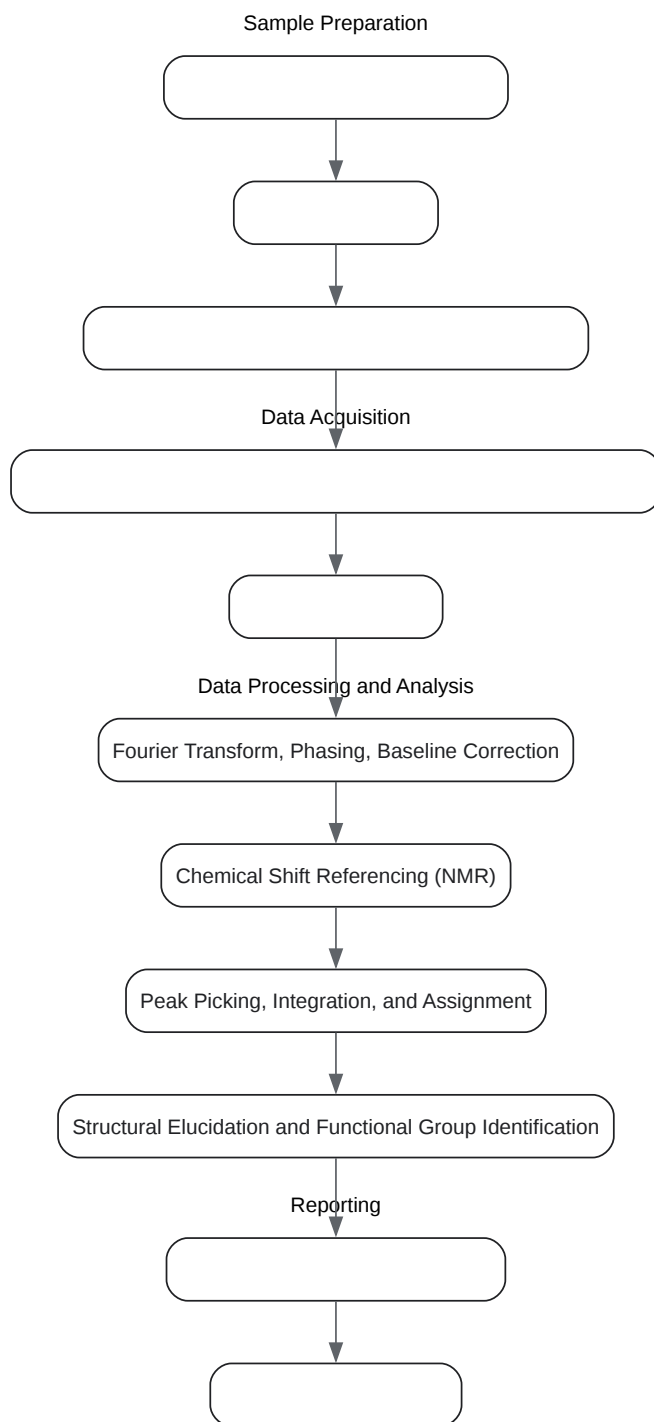 Sample Preparation
Data Acquisition
Data Processing and Analysis
Fourier Transform, Phasing, Baseline Correction
Chemical Shift Referencing (NMR)
Peak Picking, Integration, and Assignment
Structural Elucidation and Functional Group Identification
Reporting